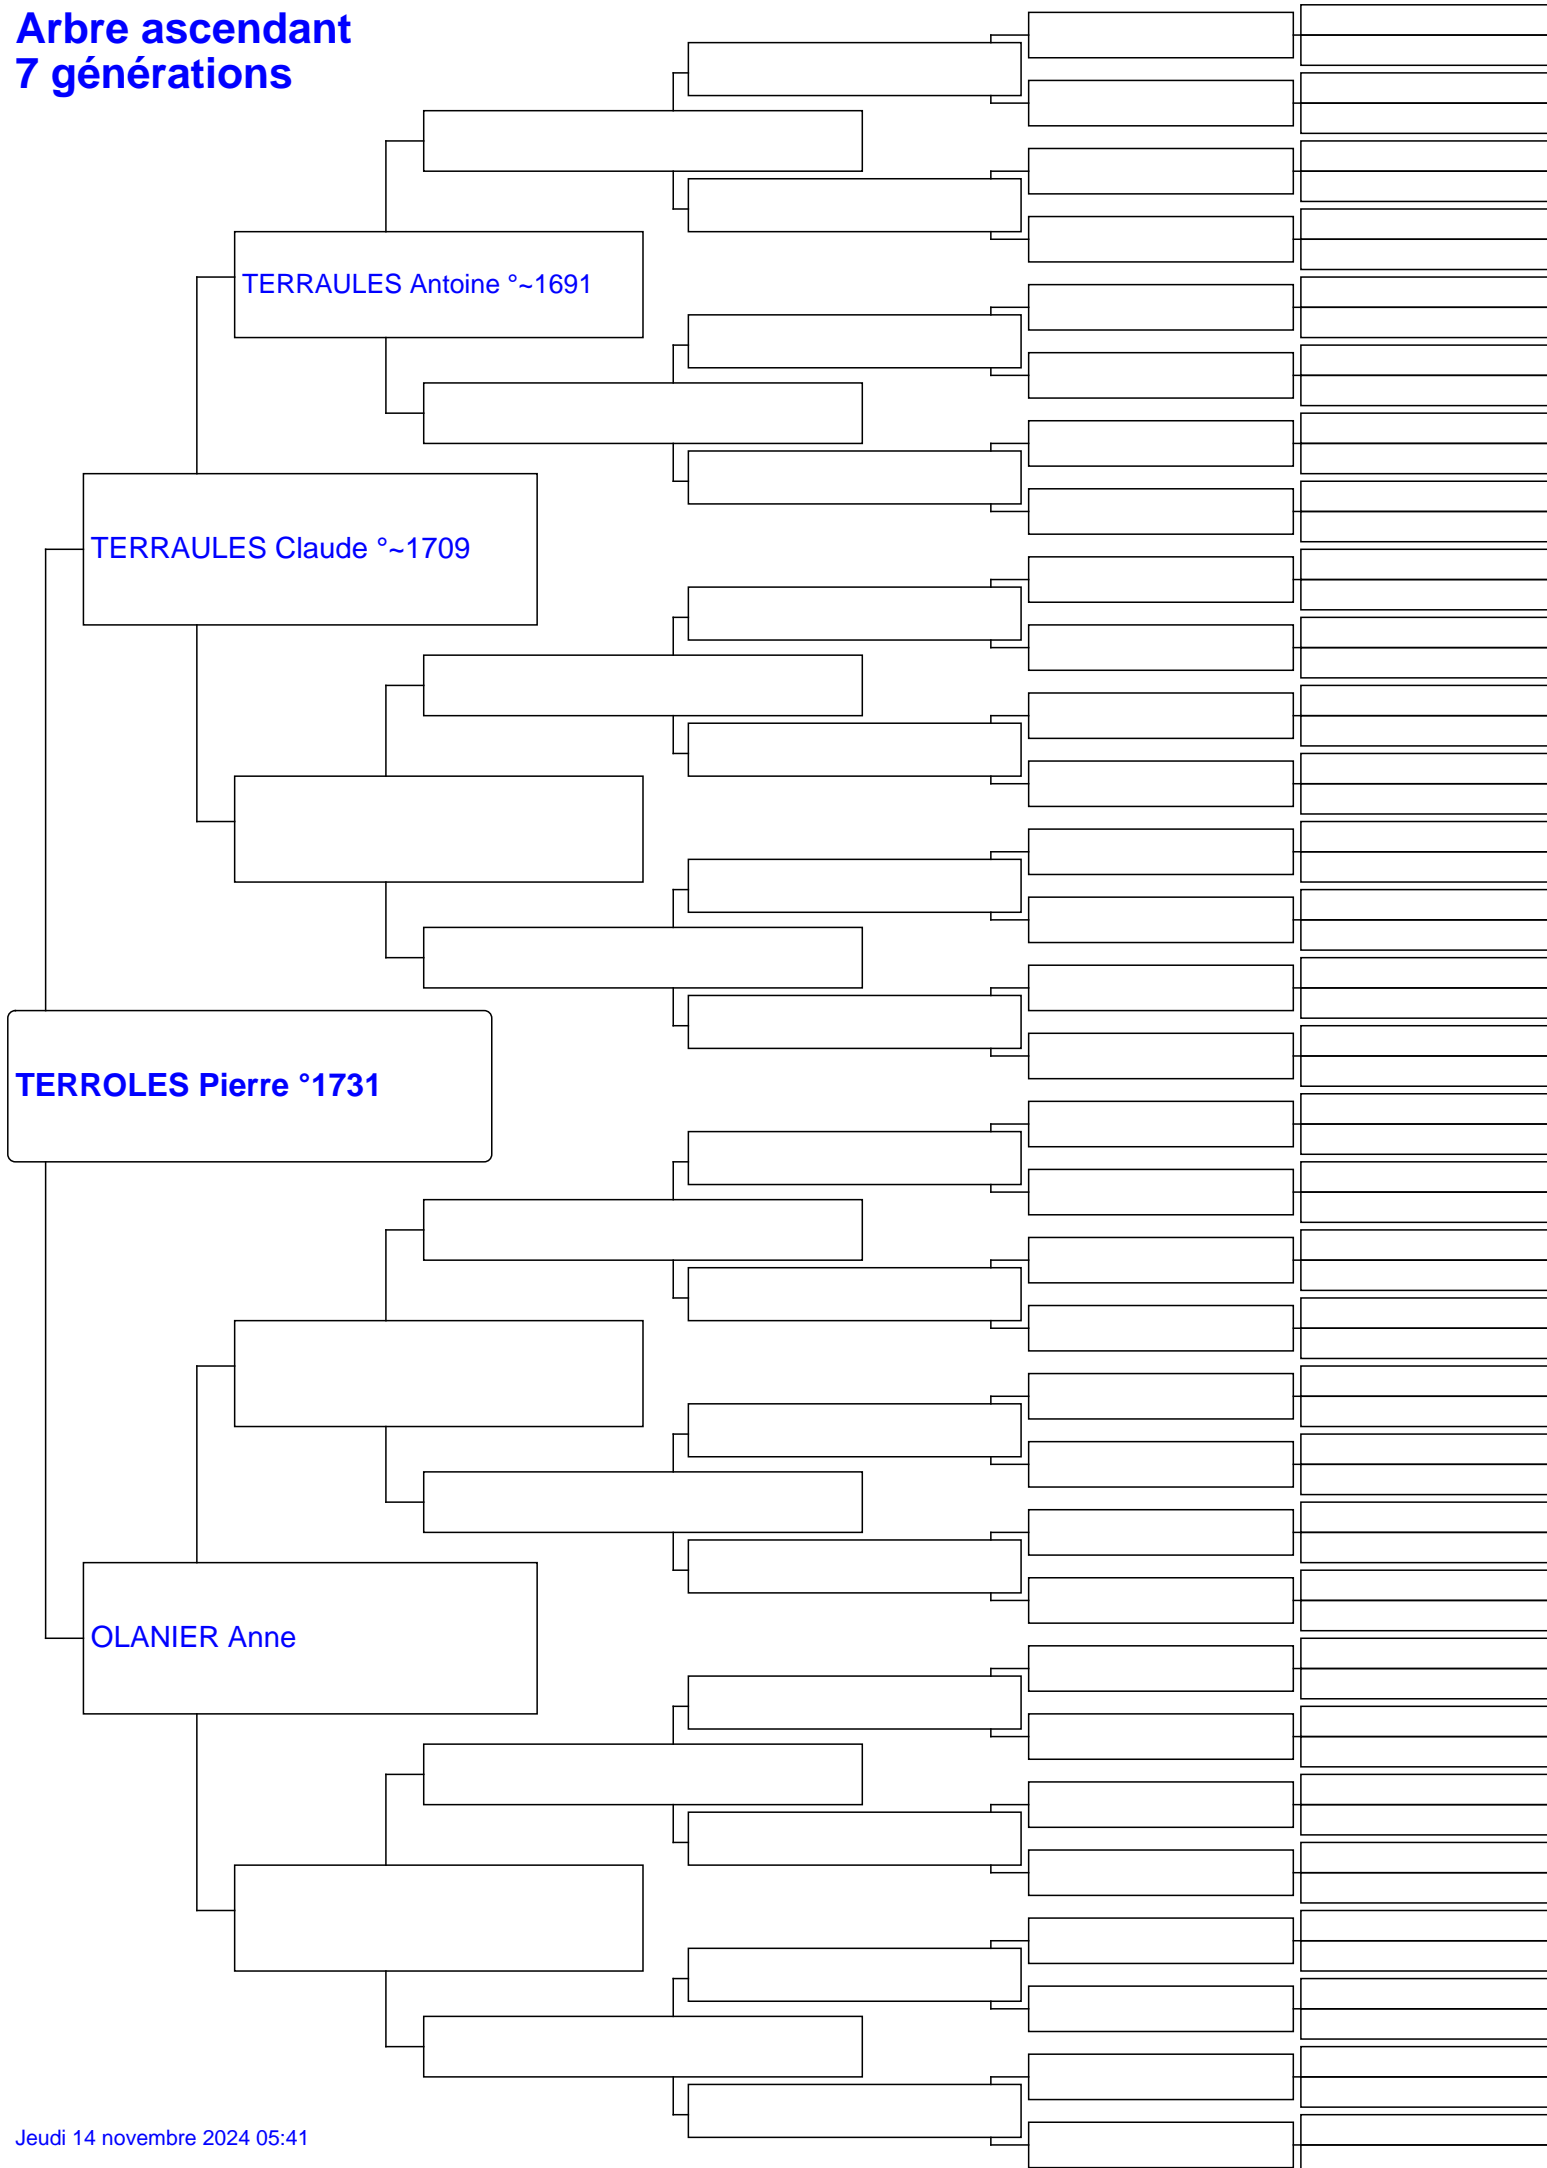 Arbre ascendant
7 générations
TERRAULES Antoine °~1691
TERRAULES Claude °~1709
TERROLES Pierre °1731
OLANIER Anne
Jeudi 14 novembre 2024 05:41